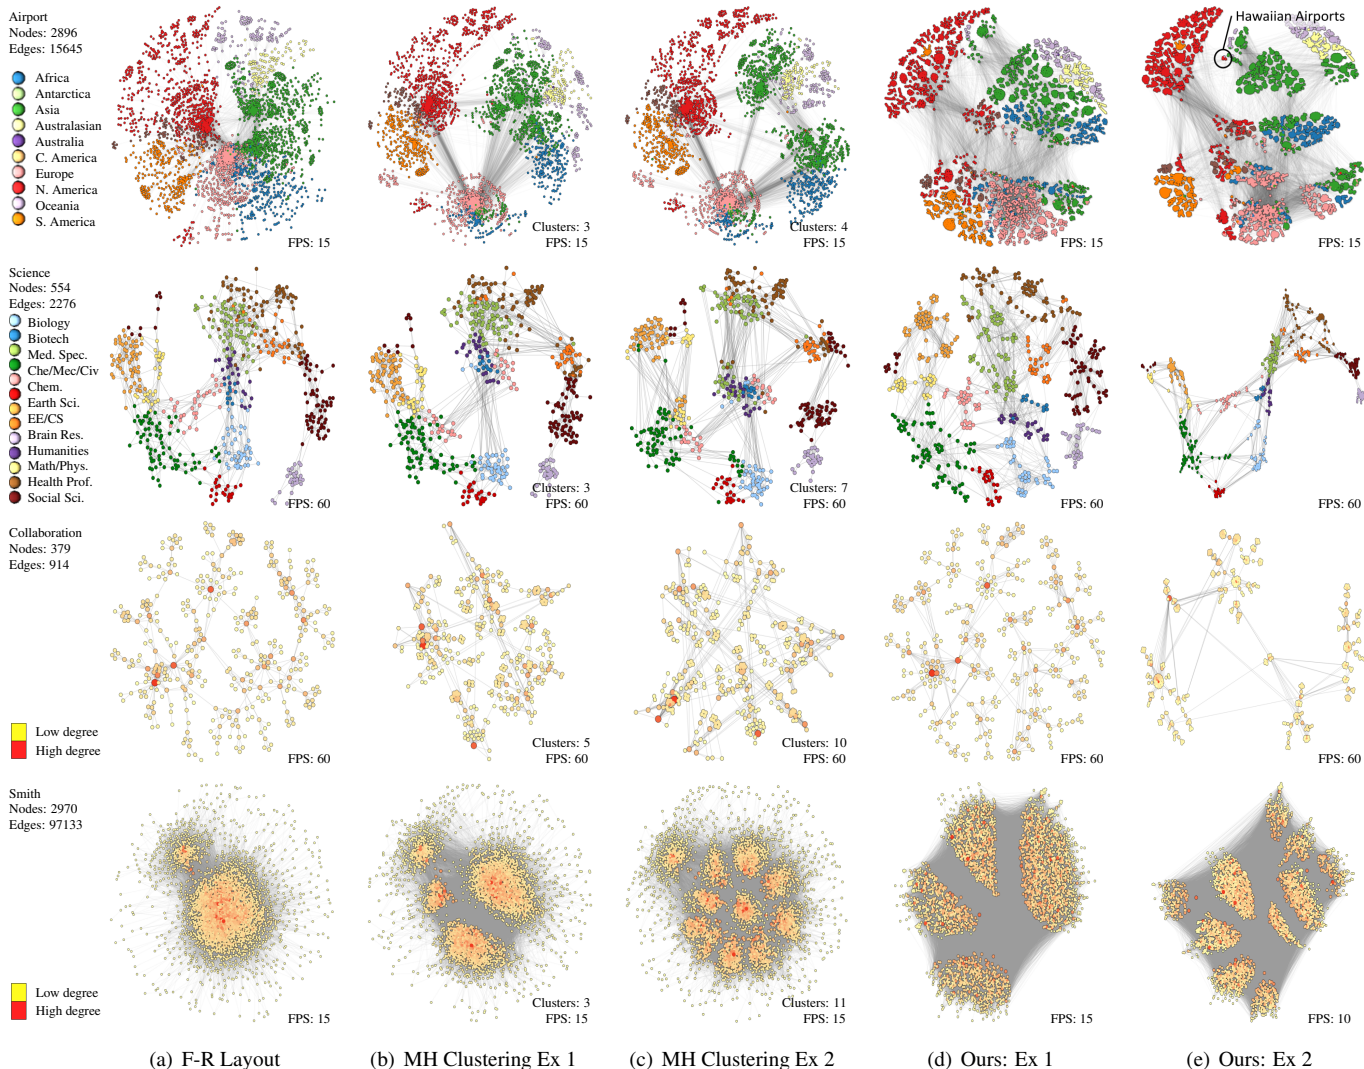 Airport
Nodes: 2896
Edges: 15645
Africa
Antarctica
Asia
Australasian
Australia
C. America
Europe
N. America
Oceania
S. America
FPS: 15
Clusters: 3
FPS: 15
Clusters: 4
FPS: 15
FPS: 15
Hawaiian Airports
FPS: 15
Science
Nodes: 554
Edges: 2276
Biology
Biotech
Med. Spec.
Che/Mec/Civ
Chem.
Earth Sci.
EE/CS
Brain Res.
Humanities
Math/Phys.
Health Prof.
Social Sci.
FPS: 60
Clusters: 3
FPS: 60
Clusters: 7
FPS: 60
FPS: 60
FPS: 60
Collaboration
Nodes: 379
Edges: 914
Low degree
High degree
FPS: 60
Clusters: 5
FPS: 60
Clusters: 10
FPS: 60
FPS: 60
FPS: 60
Smith
Nodes: 2970
Edges: 97133
Low degree
High degree
FPS: 15
Clusters: 3
FPS: 15
Clusters: 11
FPS: 15
FPS: 15
FPS: 10
(a) F-R Layout
(b) MH Clustering Ex 1
(c) MH Clustering Ex 2
(d) Ours: Ex 1
(e) Ours: Ex 2